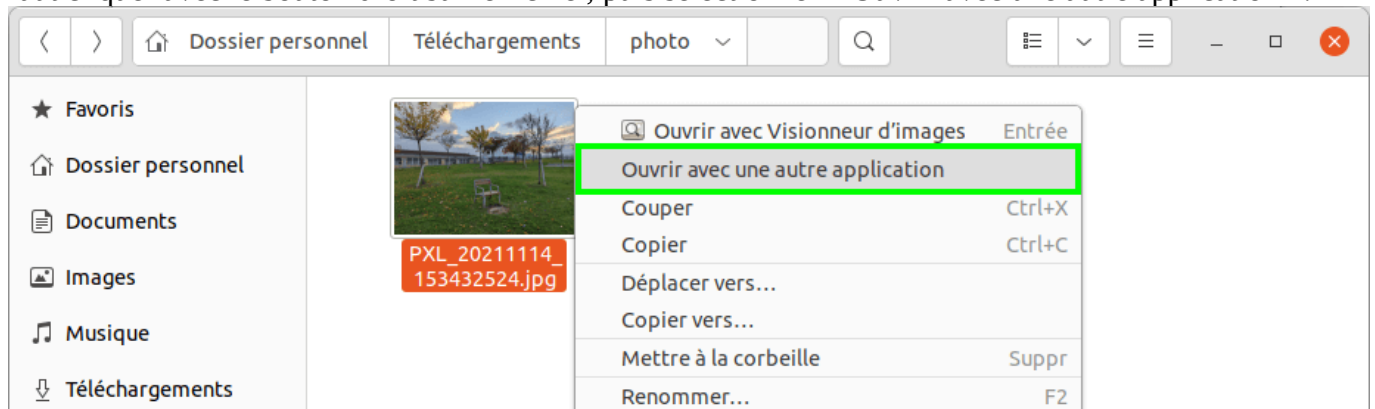 Dossier personnel
Téléchargements
photo
Favoris
Dossier personnel
Documents
Images
Musique
Téléchargements
PXL_20211114_
153432524.jpg
Ouvrir avec Visionneur d’images Entrée
Ouvrir avec une autre application
Couper Ctrl+X
Copier Ctrl+C
Déplacer vers…
Copier vers…
Mettre à la corbeille Suppr
Renommer… F2